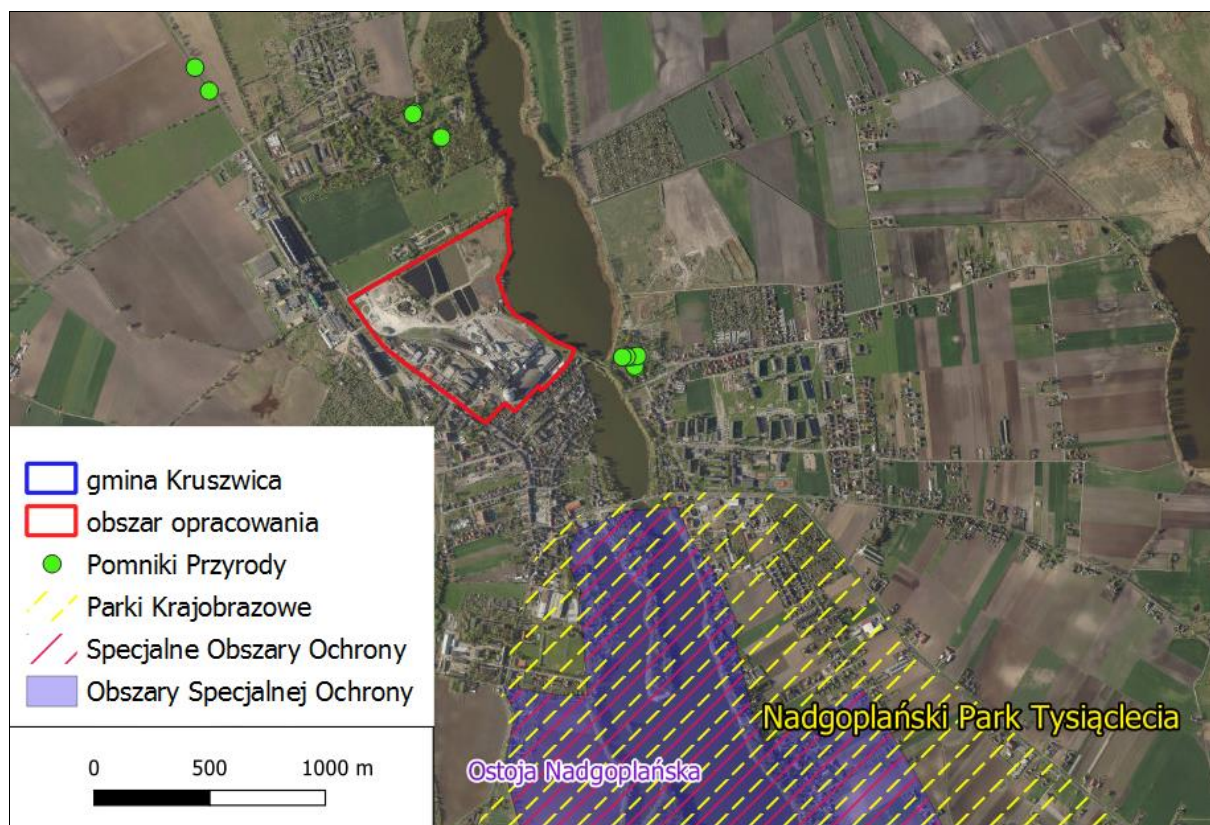 gmina Kruszwica
obszar opracowania
Pomniki Przyrody
Parki Krajobrazowe
Specjalne Obszary Ochrony
Obszary Specjalnej Ochrony
0 500 1000 m
Nadgoplański Park Tysiąclecia
Ostoja Nadgoplańska